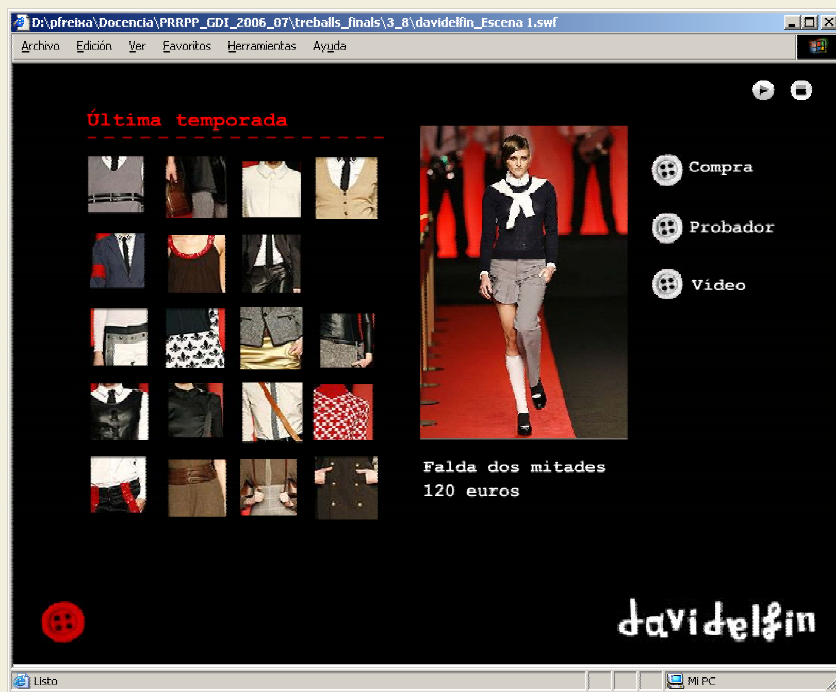 D:\pfreixa\Docencia\PRRPP_GDI_2006_07\treballs_finals\3_8\davidelfin_Escena 1.swf
Archivo Edición Ver Favoritos Herramientas Ayuda
Última temporada
Compra
Probador
Vídeo
Falda dos mitades
120 euros
davidelfin
Listo
Mi PC